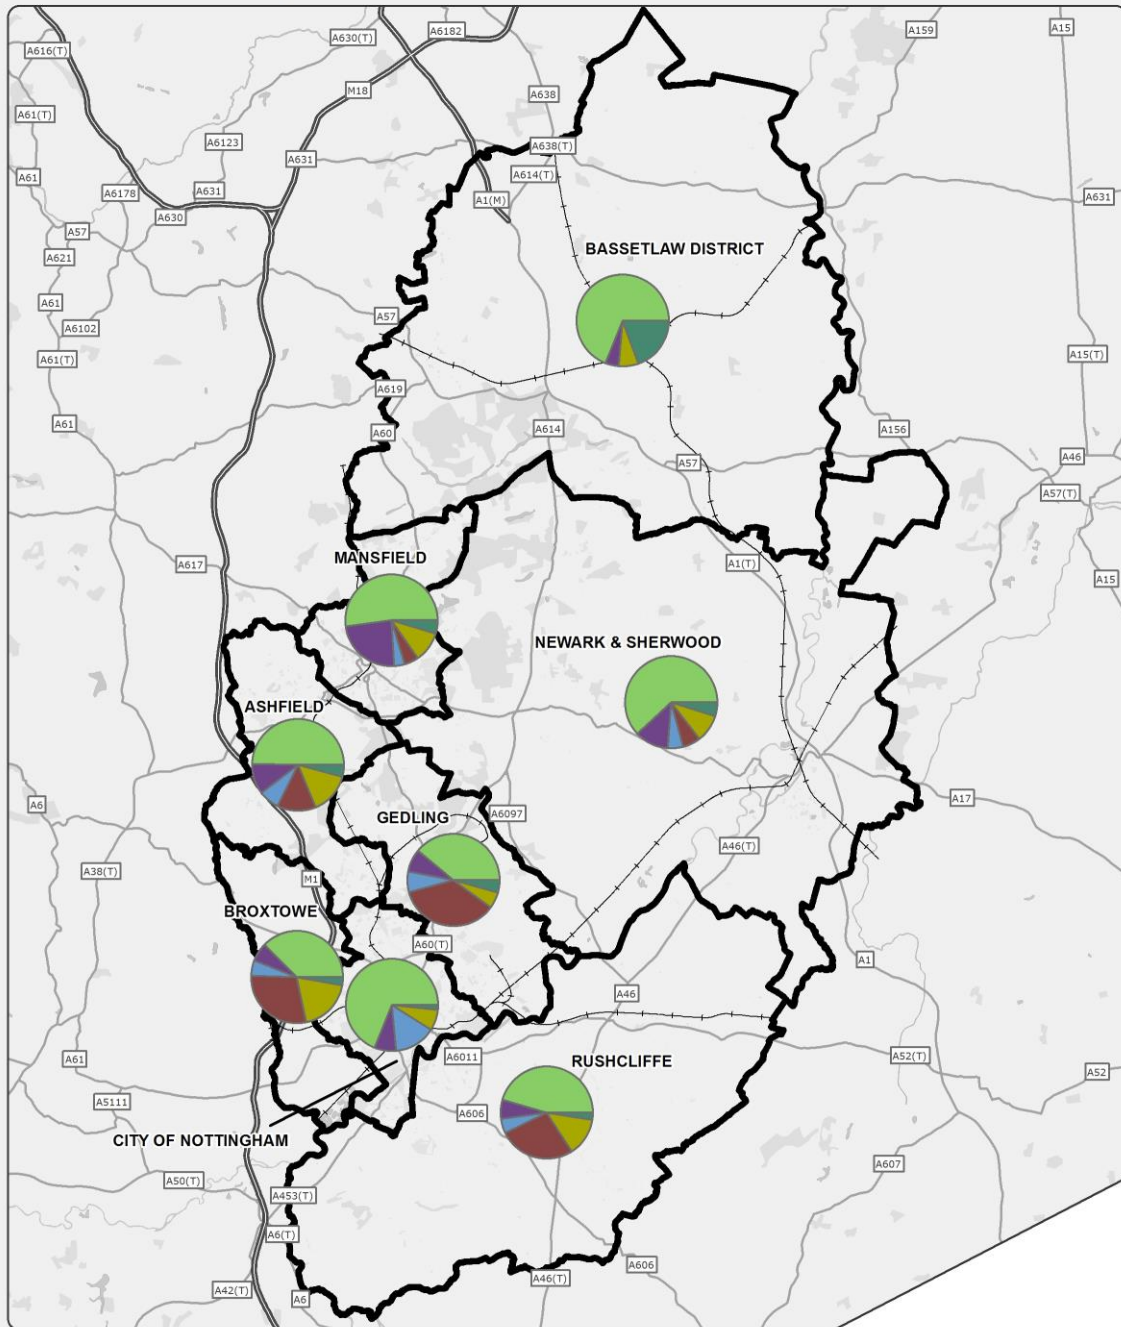 A616(T)
A630(T)
A6182
A159
A15
M18
A638
A61(T)
A6123
A638(T)
A631
A61
A614(T)
A6178
A631
A1(M)
A631
A630
A57
BASSETLAW DISTRICT
A621
A61
A57
A6102
A15(T)
A61(T)
A619
A61
A60
A614
A156
A46
A57
A57(T)
MANSFIELD
A617
A1(T)
A15
NEWARK & SHERWOOD
ASHFIELD
A17
A6
A6097
GEDLING
A46(T)
A38(T)
M1
BROXTOWE
A60(T)
A1
A46
A61
A6011
RUSHCLIFFE
A52(T)
A52
A5111
A606
CITY OF NOTTINGHAM
A607
A50(T)
A453(T)
A6(T)
A606
A46(T)
A42(T)
A6